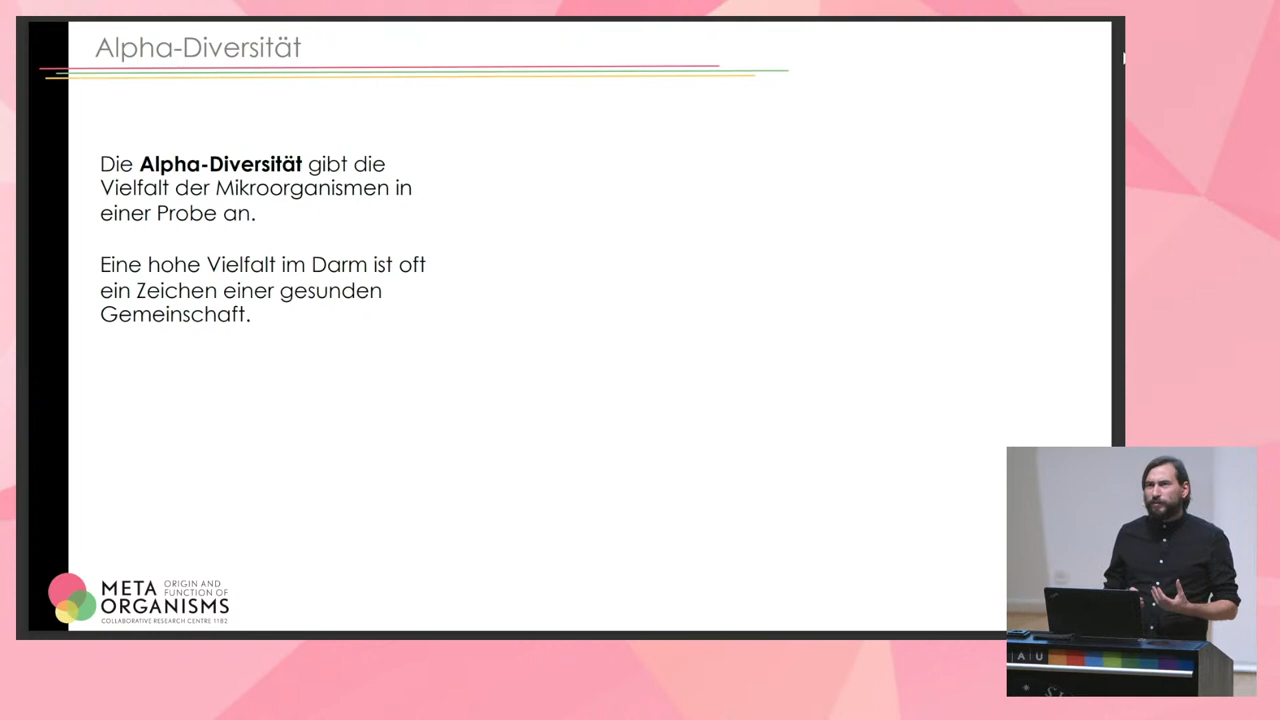 Alpha-Diversität
Die Alpha-Diversität gibt die
Vielfalt der Mikroorganismen in
einer Probe an.
Eine hohe Vielfalt im Darm ist oft
ein Zeichen einer gesunden
Gemeinschaft.
META ORIGIN AND
FUNCTION OF
ORGANISMS
COLLABORATIVE RESEARCH CENTRE 1182
A U